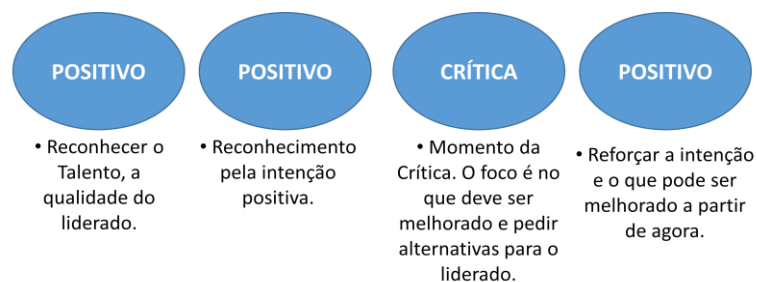 POSITIVO
POSITIVO
CRÍTICA
POSITIVO
• Reconhecer o
Talento, a
qualidade do
liderado.
• Reconhecimento
pela intenção
positiva.
• Momento da
Crítica. O foco é no
que deve ser
melhorado e pedir
alternativas para o
liderado.
• Reforçar a intenção
e o que pode ser
melhorado a partir
de agora.